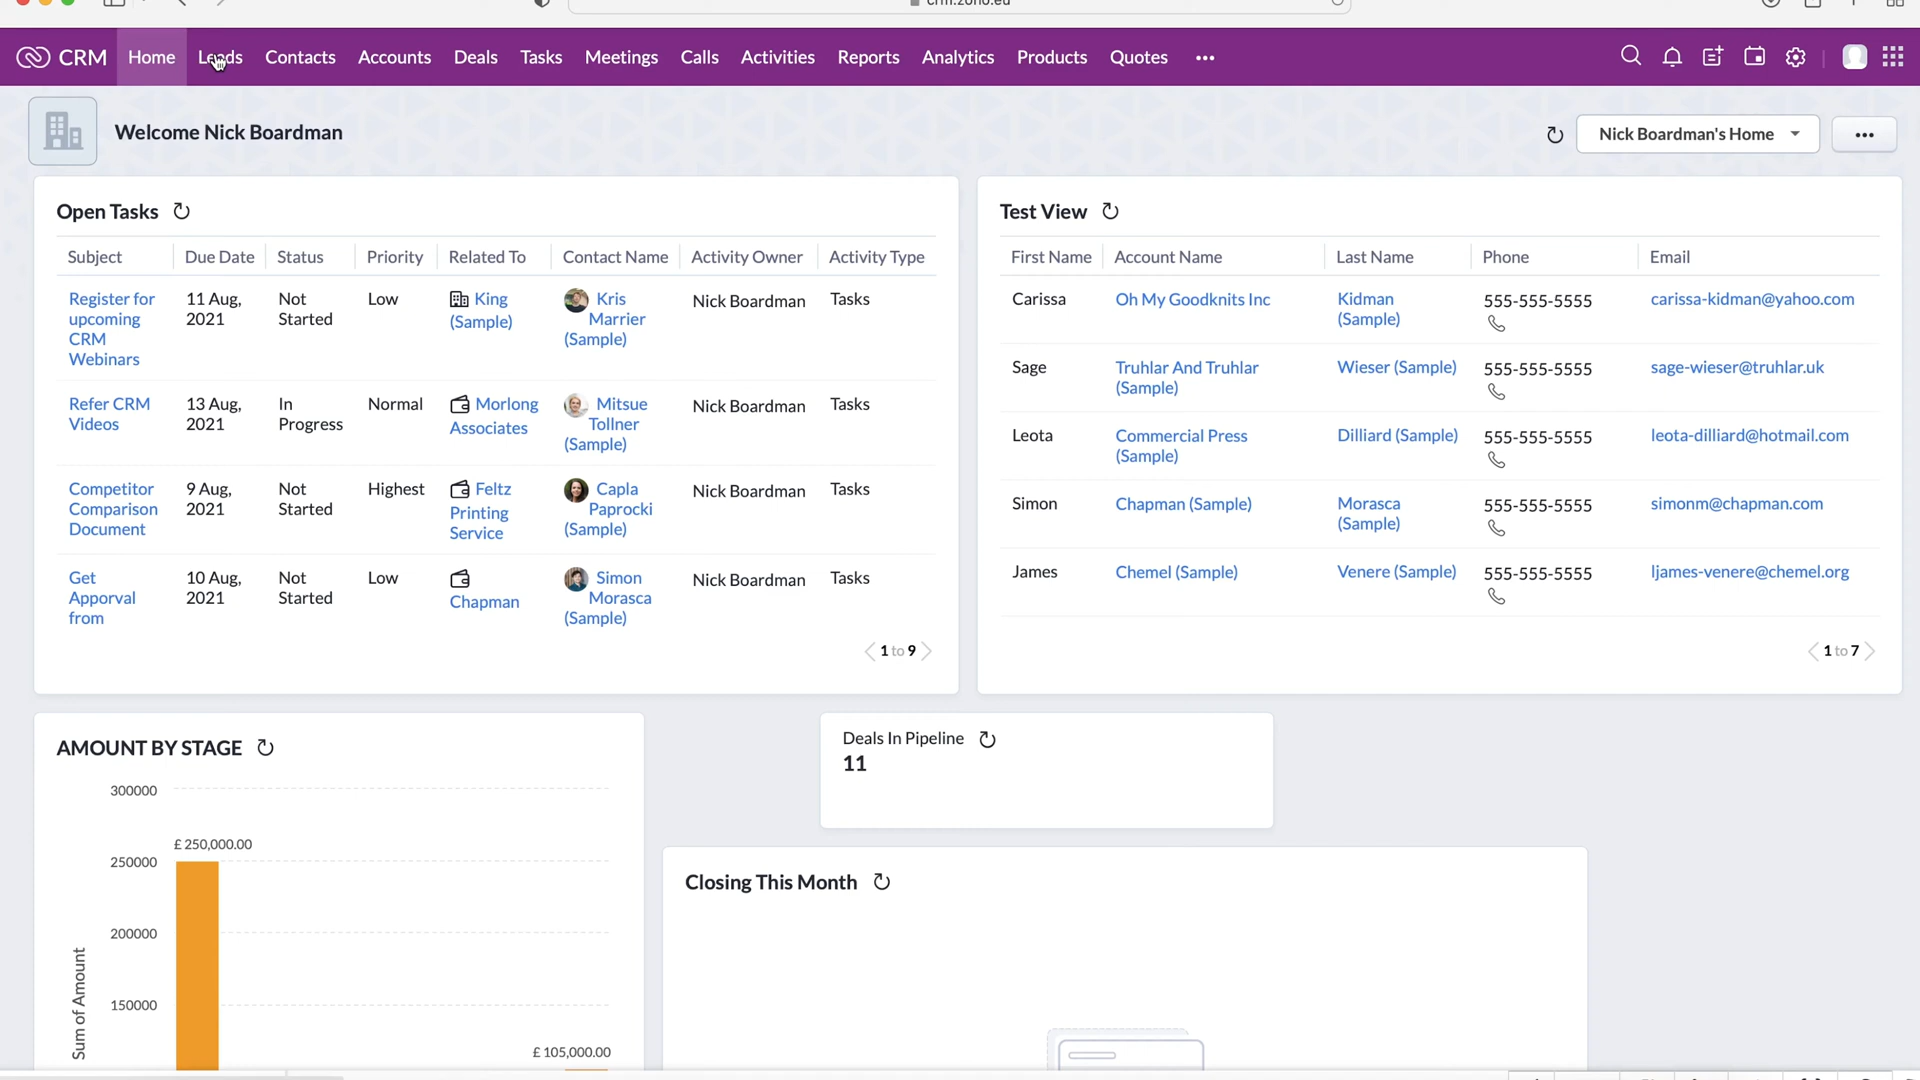 crm.zoho.eu
CRM Home Leads Contacts Accounts Deals Tasks Meetings Calls Activities Reports Analytics Products Quotes •••
Welcome Nick Boardman
Nick Boardman's Home
Open Tasks
Subject Due Date Status Priority Related To Contact Name Activity Owner Activity Type
Register for upcoming CRM Webinars 11 Aug, 2021 Not Started Low King (Sample) Kris Marrier (Sample) Nick Boardman Tasks
Refer CRM Videos 13 Aug, 2021 In Progress Normal Morlong Associates Mitsue Tollner (Sample) Nick Boardman Tasks
Competitor Comparison Document 9 Aug, 2021 Not Started Highest Feltz Printing Service Capla Paprocki (Sample) Nick Boardman Tasks
Get Apporval from 10 Aug, 2021 Not Started Low Chapman Simon Morasca (Sample) Nick Boardman Tasks
1 to 9
Test View
First Name Account Name Last Name Phone Email
Carissa Oh My Goodknits Inc Kidman (Sample) 555-555-5555 carissa-kidman@yahoo.com
Sage Truhlar And Truhlar (Sample) Wieser (Sample) 555-555-5555 sage-wieser@truhlar.uk
Leota Commercial Press (Sample) Dilliard (Sample) 555-555-5555 leota-dilliard@hotmail.com
Simon Chapman (Sample) Morasca (Sample) 555-555-5555 simonm@chapman.com
James Chemel (Sample) Venere (Sample) 555-555-5555 ljames-venere@chemel.org
1 to 7
AMOUNT BY STAGE
300000
£ 250,000.00
250000
200000
150000
£ 105,000.00
Sum of Amount
Deals In Pipeline
11
Closing This Month